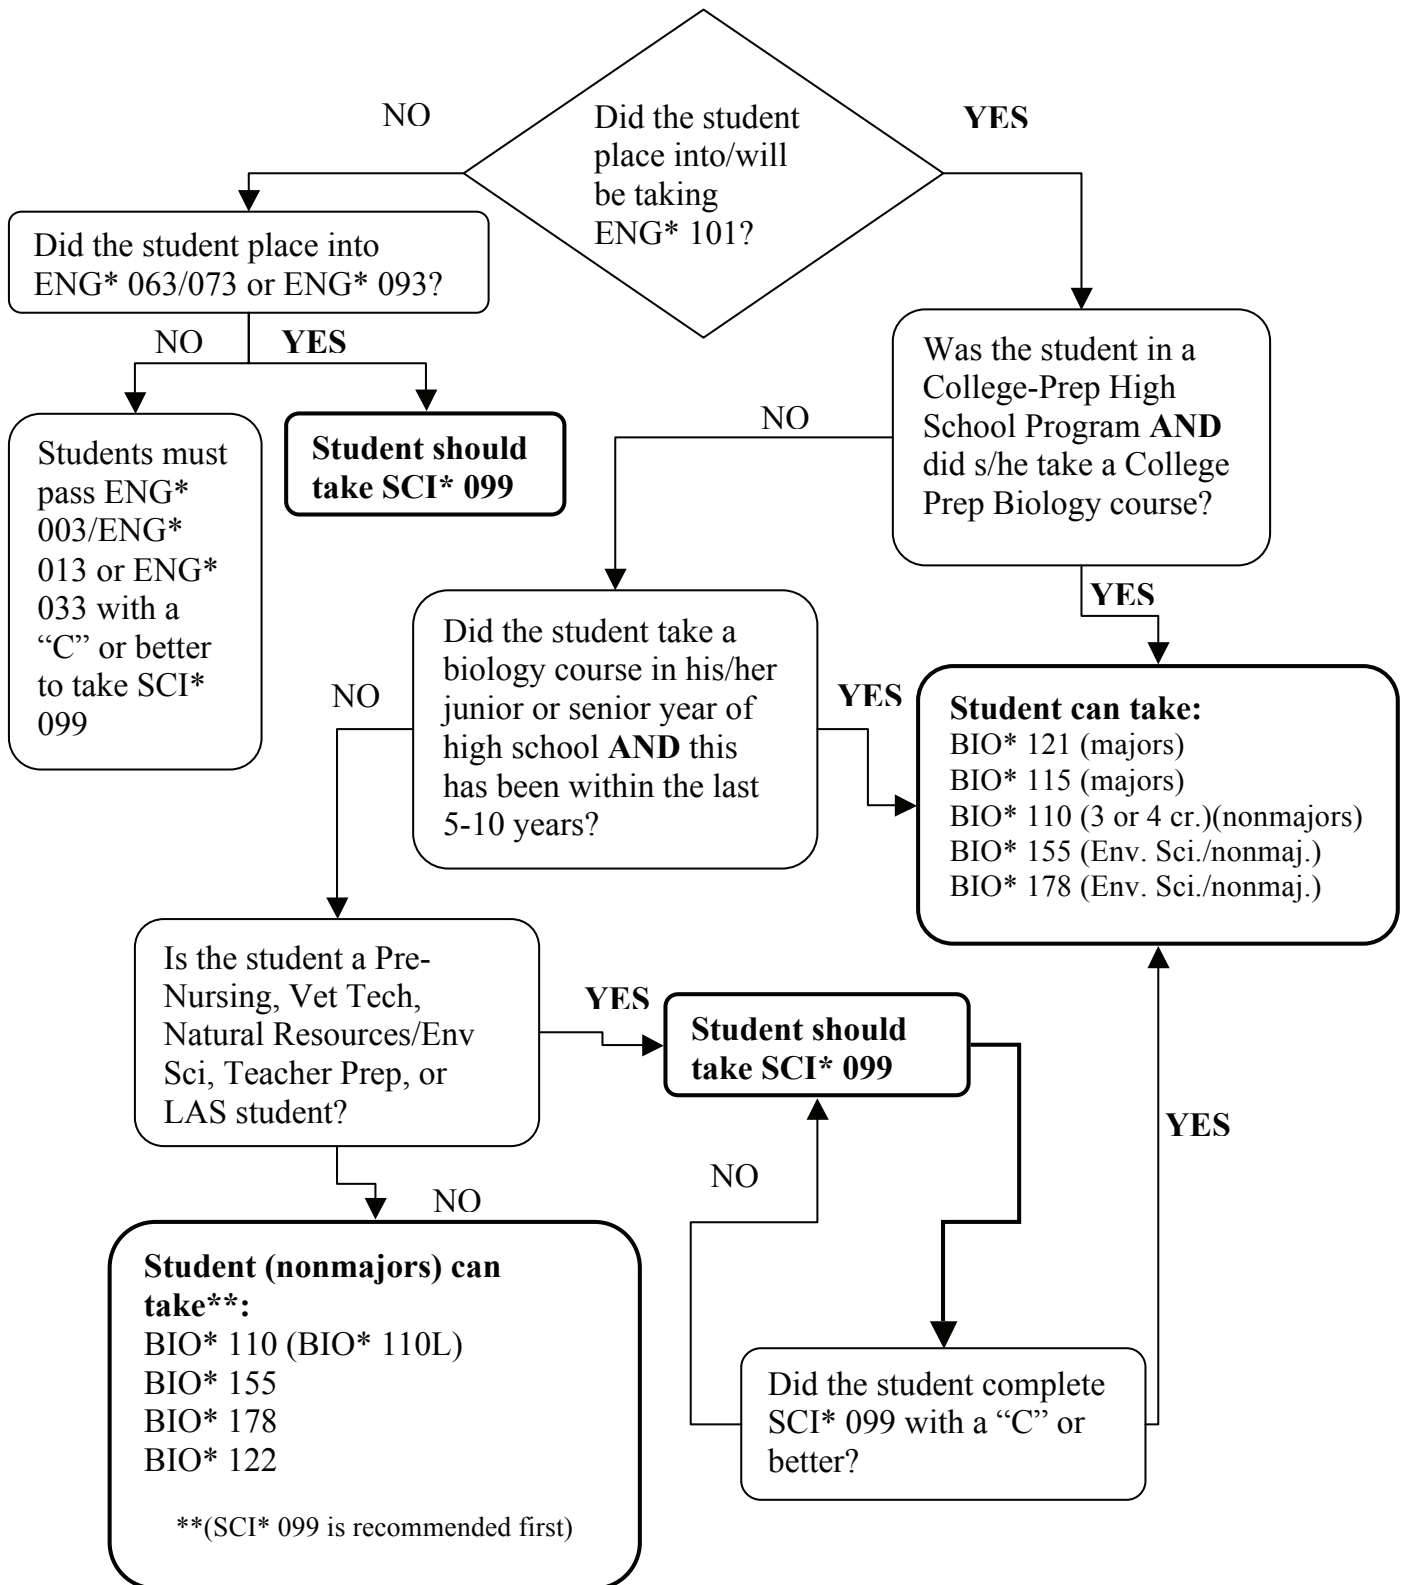 NO
Did the student
place into/will
be taking
ENG* 101?
YES
Did the student place into
ENG* 063/073 or ENG* 093?
NO
YES
Students must
pass ENG*
003/ENG*
013 or ENG*
033 with a
“C” or better
to take SCI*
099
Student should
take SCI* 099
Was the student in a
College-Prep High
School Program AND
did s/he take a College
Prep Biology course?
NO
YES
Did the student take a
biology course in his/her
junior or senior year of
high school AND this
has been within the last
5-10 years?
NO
YES
Student can take:
BIO* 121 (majors)
BIO* 115 (majors)
BIO* 110 (3 or 4 cr.)(nonmajors)
BIO* 155 (Env. Sci./nonmaj.)
BIO* 178 (Env. Sci./nonmaj.)
Is the student a Pre-
Nursing, Vet Tech,
Natural Resources/Env
Sci, Teacher Prep, or
LAS student?
YES
Student should
take SCI* 099
NO
YES
NO
Student (nonmajors) can
take**:
BIO* 110 (BIO* 110L)
BIO* 155
BIO* 178
BIO* 122
**(SCI* 099 is recommended first)
Did the student complete
SCI* 099 with a “C” or
better?